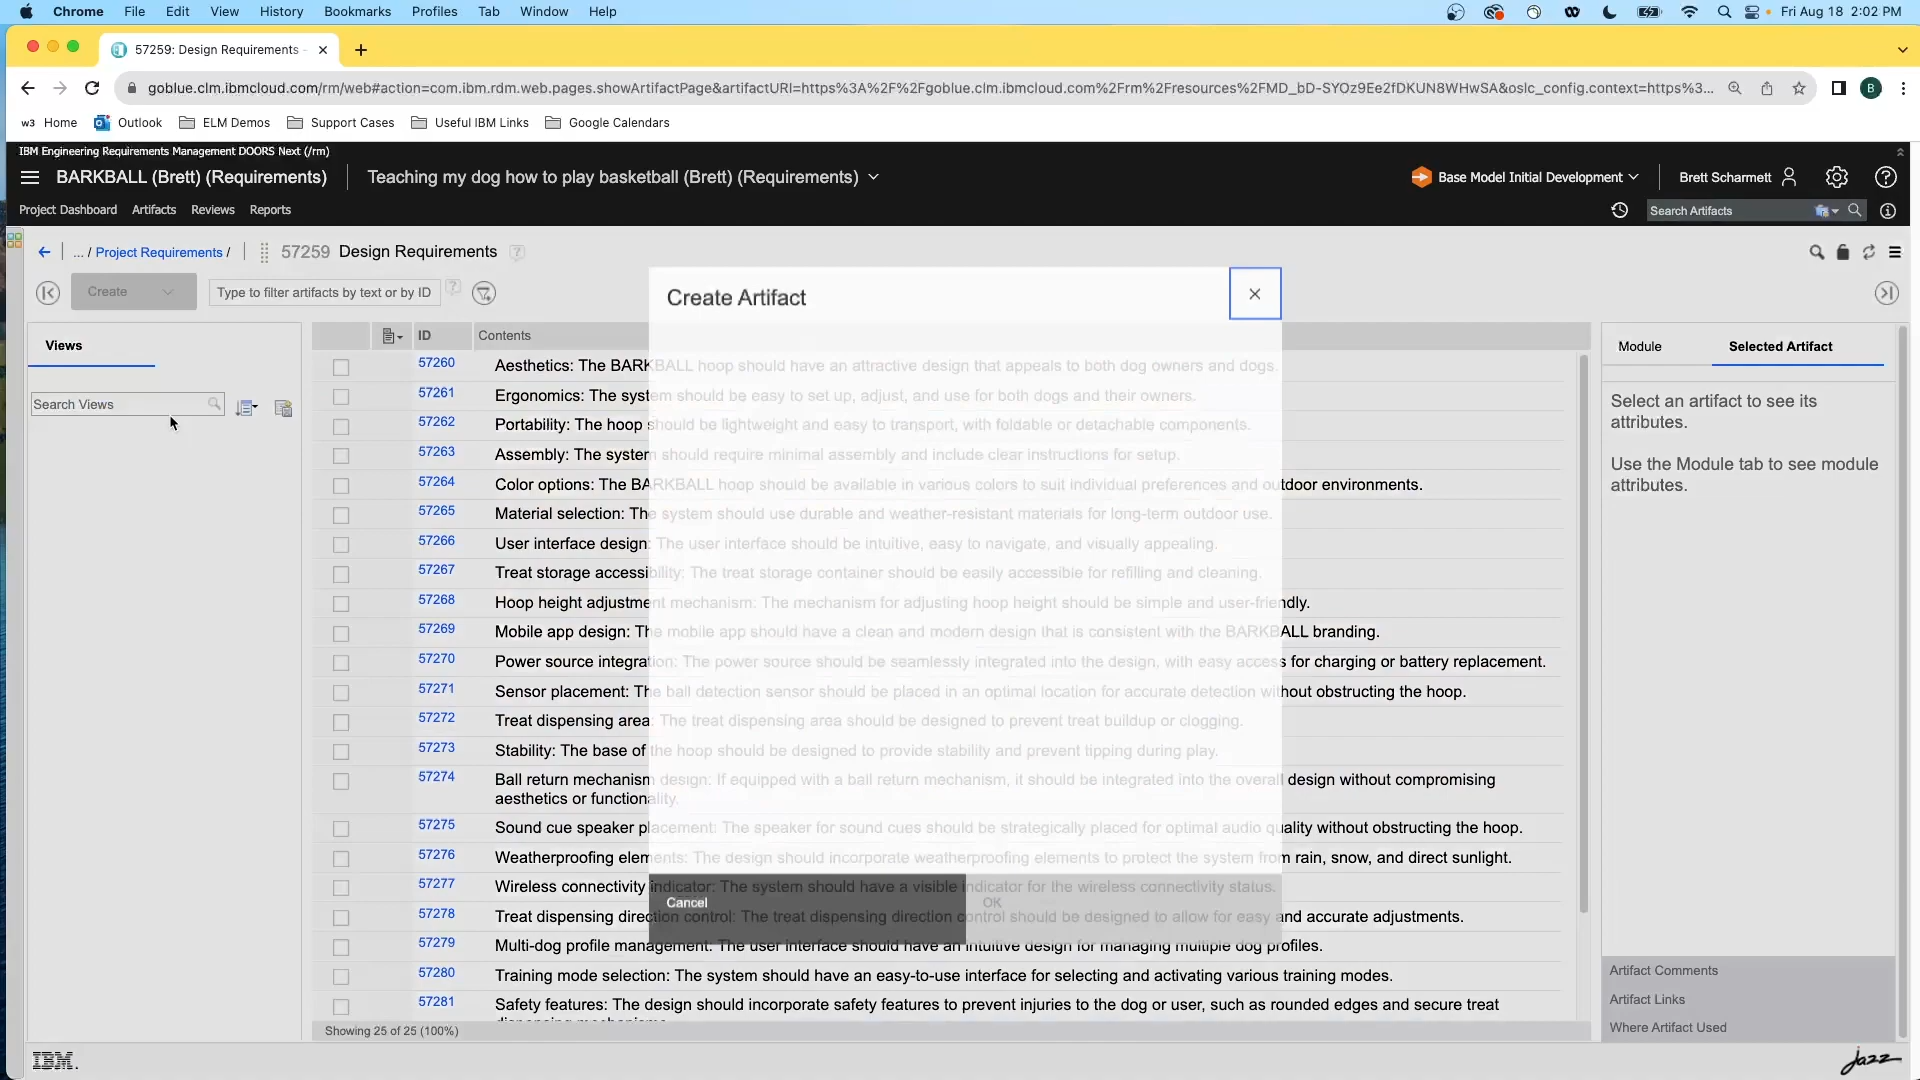 Chrome File Edit View History Bookmarks Profiles Tab Window Help Fri Aug 18 2:02 PM
57259: Design Requirements -
goblue.clm.ibmcloud.com/rm/web#action=com.ibm.rdm.web.pages.showArtifactPage&artifactURI=https%3A%2F%2Fgoblue.clm.ibmcloud.com%2Frm%2Fresources%2FMD_bD-SYOz9Ee2fDKUN8WHwSA&oslc_config.context=https%3... B
w3 Home Outlook ELM Demos Support Cases Useful IBM Links Google Calendars
IBM Engineering Requirements Management DOORS Next (/rm)
BARKBALL (Brett) (Requirements) Teaching my dog how to play basketball (Brett) (Requirements) Base Model Initial Development Brett Scharmett
Project Dashboard Artifacts Reviews Reports Search Artifacts
... / Project Requirements / 57259 Design Requirements
Create Type to filter artifacts by text or by ID
Create Artifact
Views
ID Contents
Module Selected Artifact
Search Views
57260 Aesthetics: The BARKBALL hoop should have an attractive design that appeals to both dog owners and dogs.
57261 Ergonomics: The system should be easy to set up, adjust, and use for both dogs and their owners.
57262 Portability: The hoop should be lightweight and easy to transport, with foldable or detachable components.
57263 Assembly: The system should require minimal assembly and include clear instructions for setup.
57264 Color options: The BARKBALL hoop should be available in various colors to suit individual preferences and outdoor environments.
57265 Material selection: The system should use durable and weather-resistant materials for long-term outdoor use.
57266 User interface design: The user interface should be intuitive, easy to navigate, and visually appealing.
57267 Treat storage accessibility: The treat storage container should be easily accessible for refilling and cleaning.
57268 Hoop height adjustment mechanism: The mechanism for adjusting hoop height should be simple and user-friendly.
57269 Mobile app design: The mobile app should have a clean and modern design that is consistent with the BARKBALL branding.
57270 Power source integration: The power source should be seamlessly integrated into the design, with easy access for charging or battery replacement.
57271 Sensor placement: The ball detection sensor should be placed in an optimal location for accurate detection without obstructing the hoop.
57272 Treat dispensing area: The treat dispensing area should be designed to prevent treat buildup or clogging.
57273 Stability: The base of the hoop should be designed to provide stability and prevent tipping during play.
57274 Ball return mechanism design: If equipped with a ball return mechanism, it should be integrated into the overall design without compromising
aesthetics or functionality.
57275 Sound cue speaker placement: The speaker for sound cues should be strategically placed for optimal audio quality without obstructing the hoop.
57276 Weatherproofing elements: The design should incorporate weatherproofing elements to protect the system from rain, snow, and direct sunlight.
57277 Wireless connectivity indicator: The system should have a visible indicator for the wireless connectivity status.
Cancel OK
57278 Treat dispensing direction control: The treat dispensing direction control should be designed to allow for easy and accurate adjustments.
57279 Multi-dog profile management: The user interface should have an intuitive design for managing multiple dog profiles.
57280 Training mode selection: The system should have an easy-to-use interface for selecting and activating various training modes.
57281 Safety features: The design should incorporate safety features to prevent injuries to the dog or user, such as rounded edges and secure treat
Showing 25 of 25 (100%)
Select an artifact to see its
attributes.
Use the Module tab to see module
attributes.
Artifact Comments
Artifact Links
Where Artifact Used
IBM. Jazz